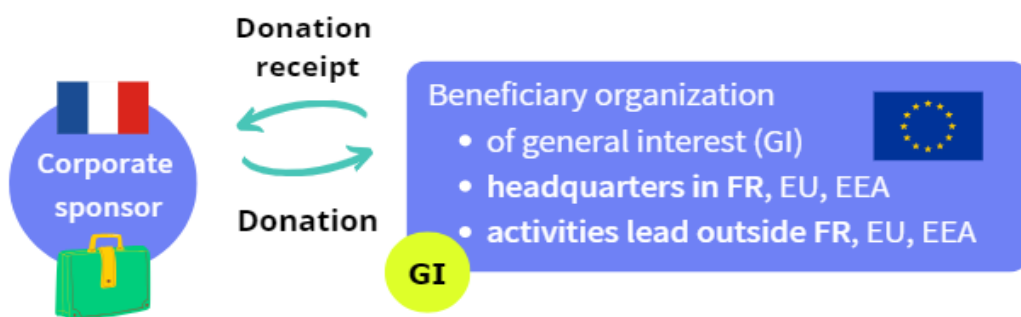 Donation
receipt
Corporate
sponsor
Donation
Beneficiary organization
• of general interest (GI)
• headquarters in FR, EU, EEA
• activities lead outside FR, EU, EEA
GI